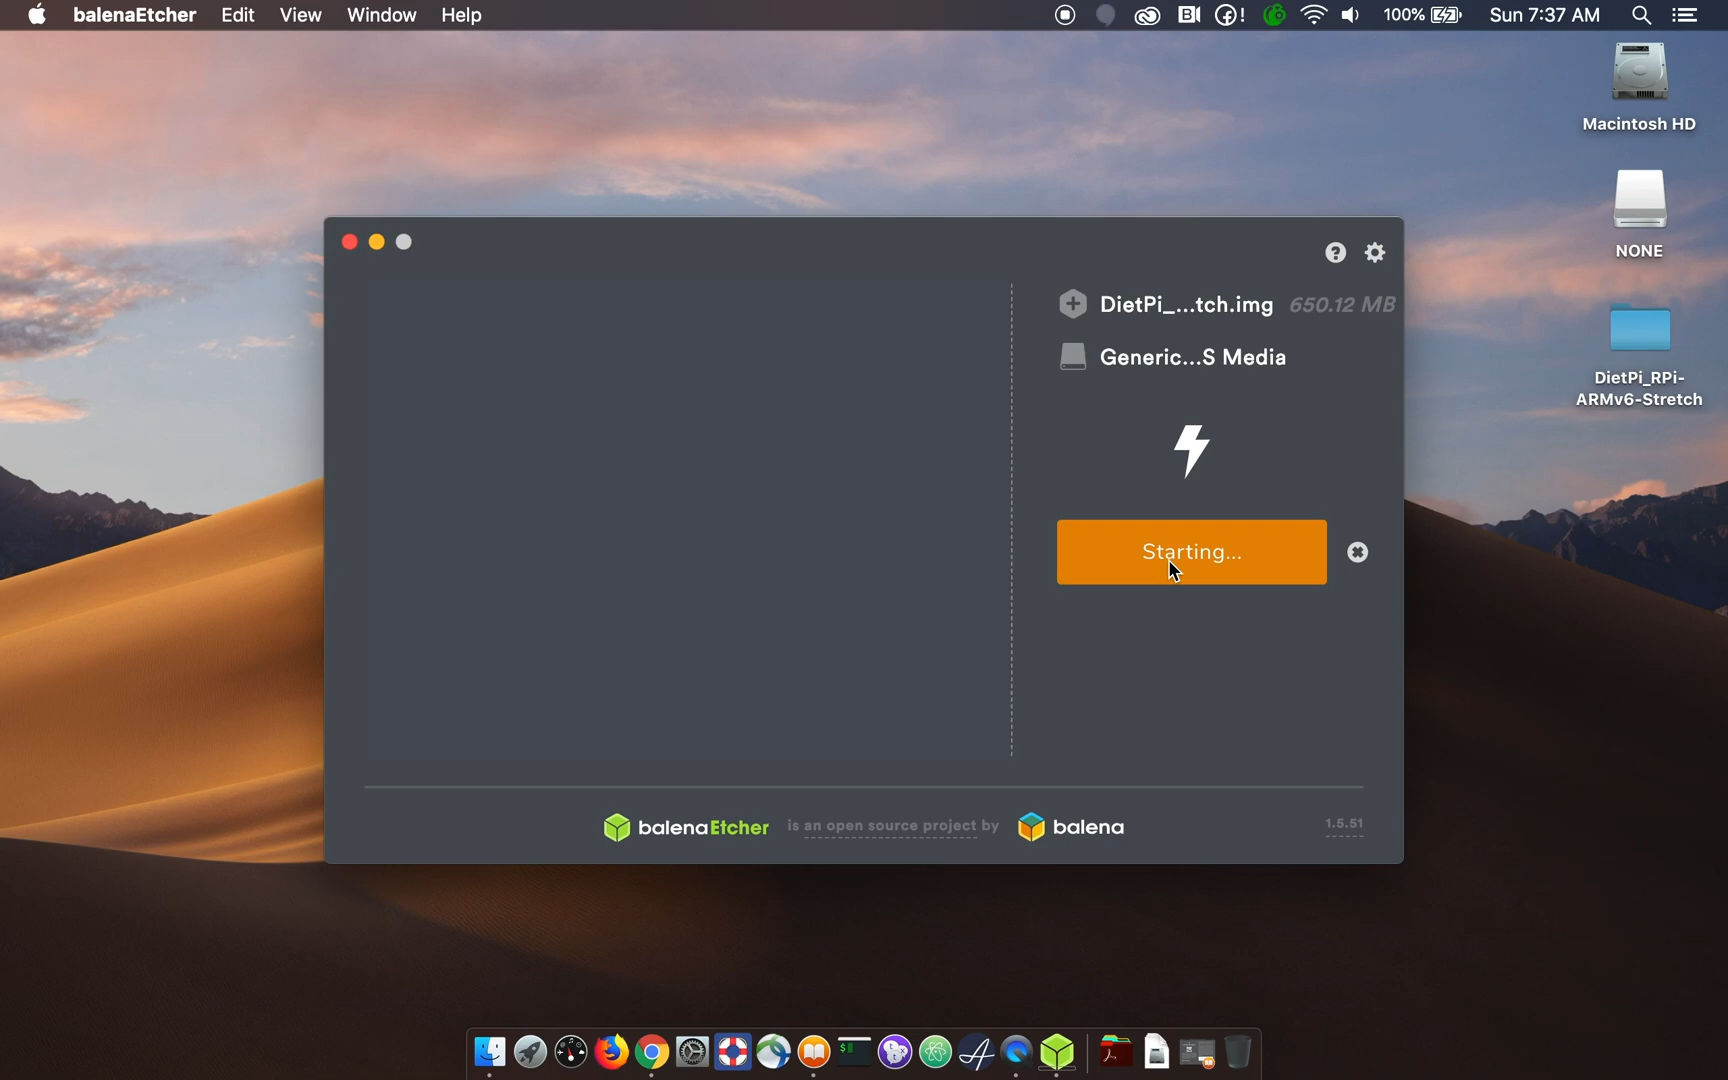 balenaEtcher Edit View Window Help
100% Sun 7:37 AM
Macintosh HD
NONE
DietPi_RPi-
ARMv6-Stretch
DietPi_...tch.img 650.12 MB
Generic...S Media
Starting...
balenaEtcher is an open source project by balena
1.5.51